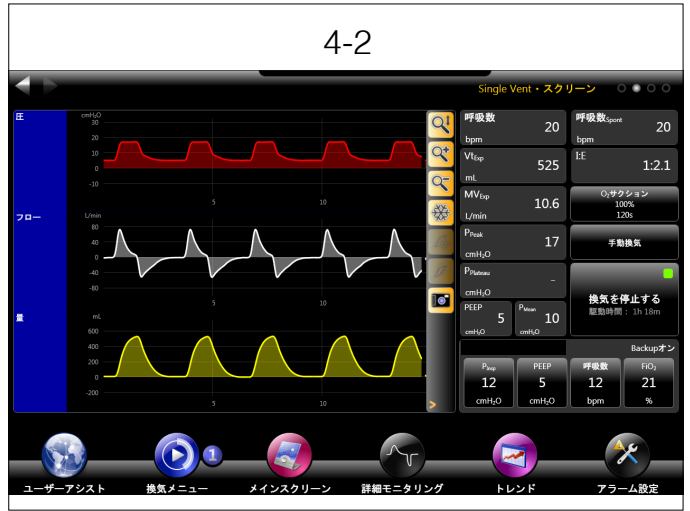 4-2
Single Vent・スクリーン
圧
cmH₂O
30
20
10
0
-10
5
10
フロー
L/min
80
40
0
-40
-80
5
10
量
mL
600
400
200
0
-200
5
10
呼吸数
20
bpm
呼吸数Spont
20
bpm
VtExp
525
mL
I:E
1:2.1
MVExp
10.6
L/min
O₂サクション
100%
120s
PPeak
17
cmH₂O
手動換気
PPlateau
–
cmH₂O
換気を停止する
駆動時間： 1h 18m
PEEP
5
cmH₂O
PMean
10
cmH₂O
Backupオン
PInsp
12
cmH₂O
PEEP
5
cmH₂O
呼吸数
12
bpm
FiO₂
21
%
1
ユーザーアシスト
換気メニュー
メインスクリーン
詳細モニタリング
トレンド
アラーム設定